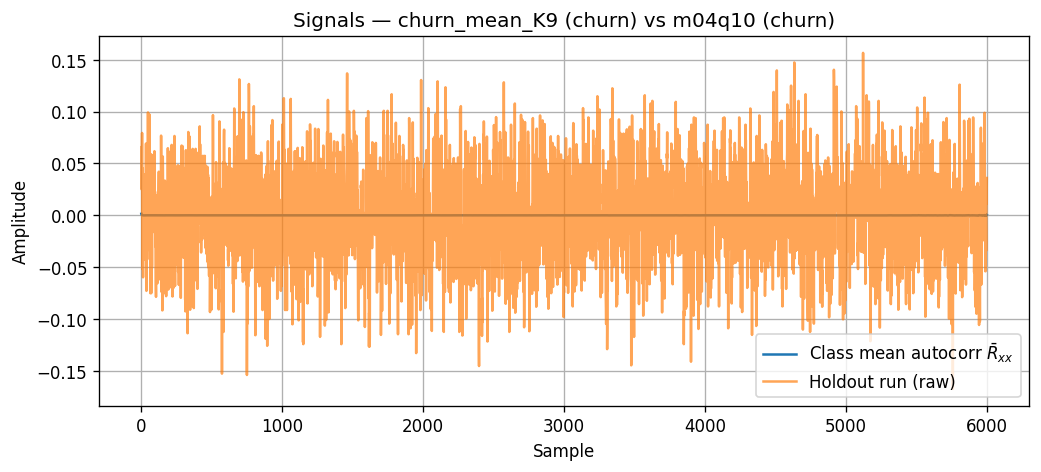 Signals — churn_mean_K9 (churn) vs m04q10 (churn)
0.15
0.10
0.05
0.00
−0.05
−0.10
−0.15
Amplitude
0 1000 2000 3000 4000 5000 6000
Sample
Class mean autocorr R̄xx
Holdout run (raw)